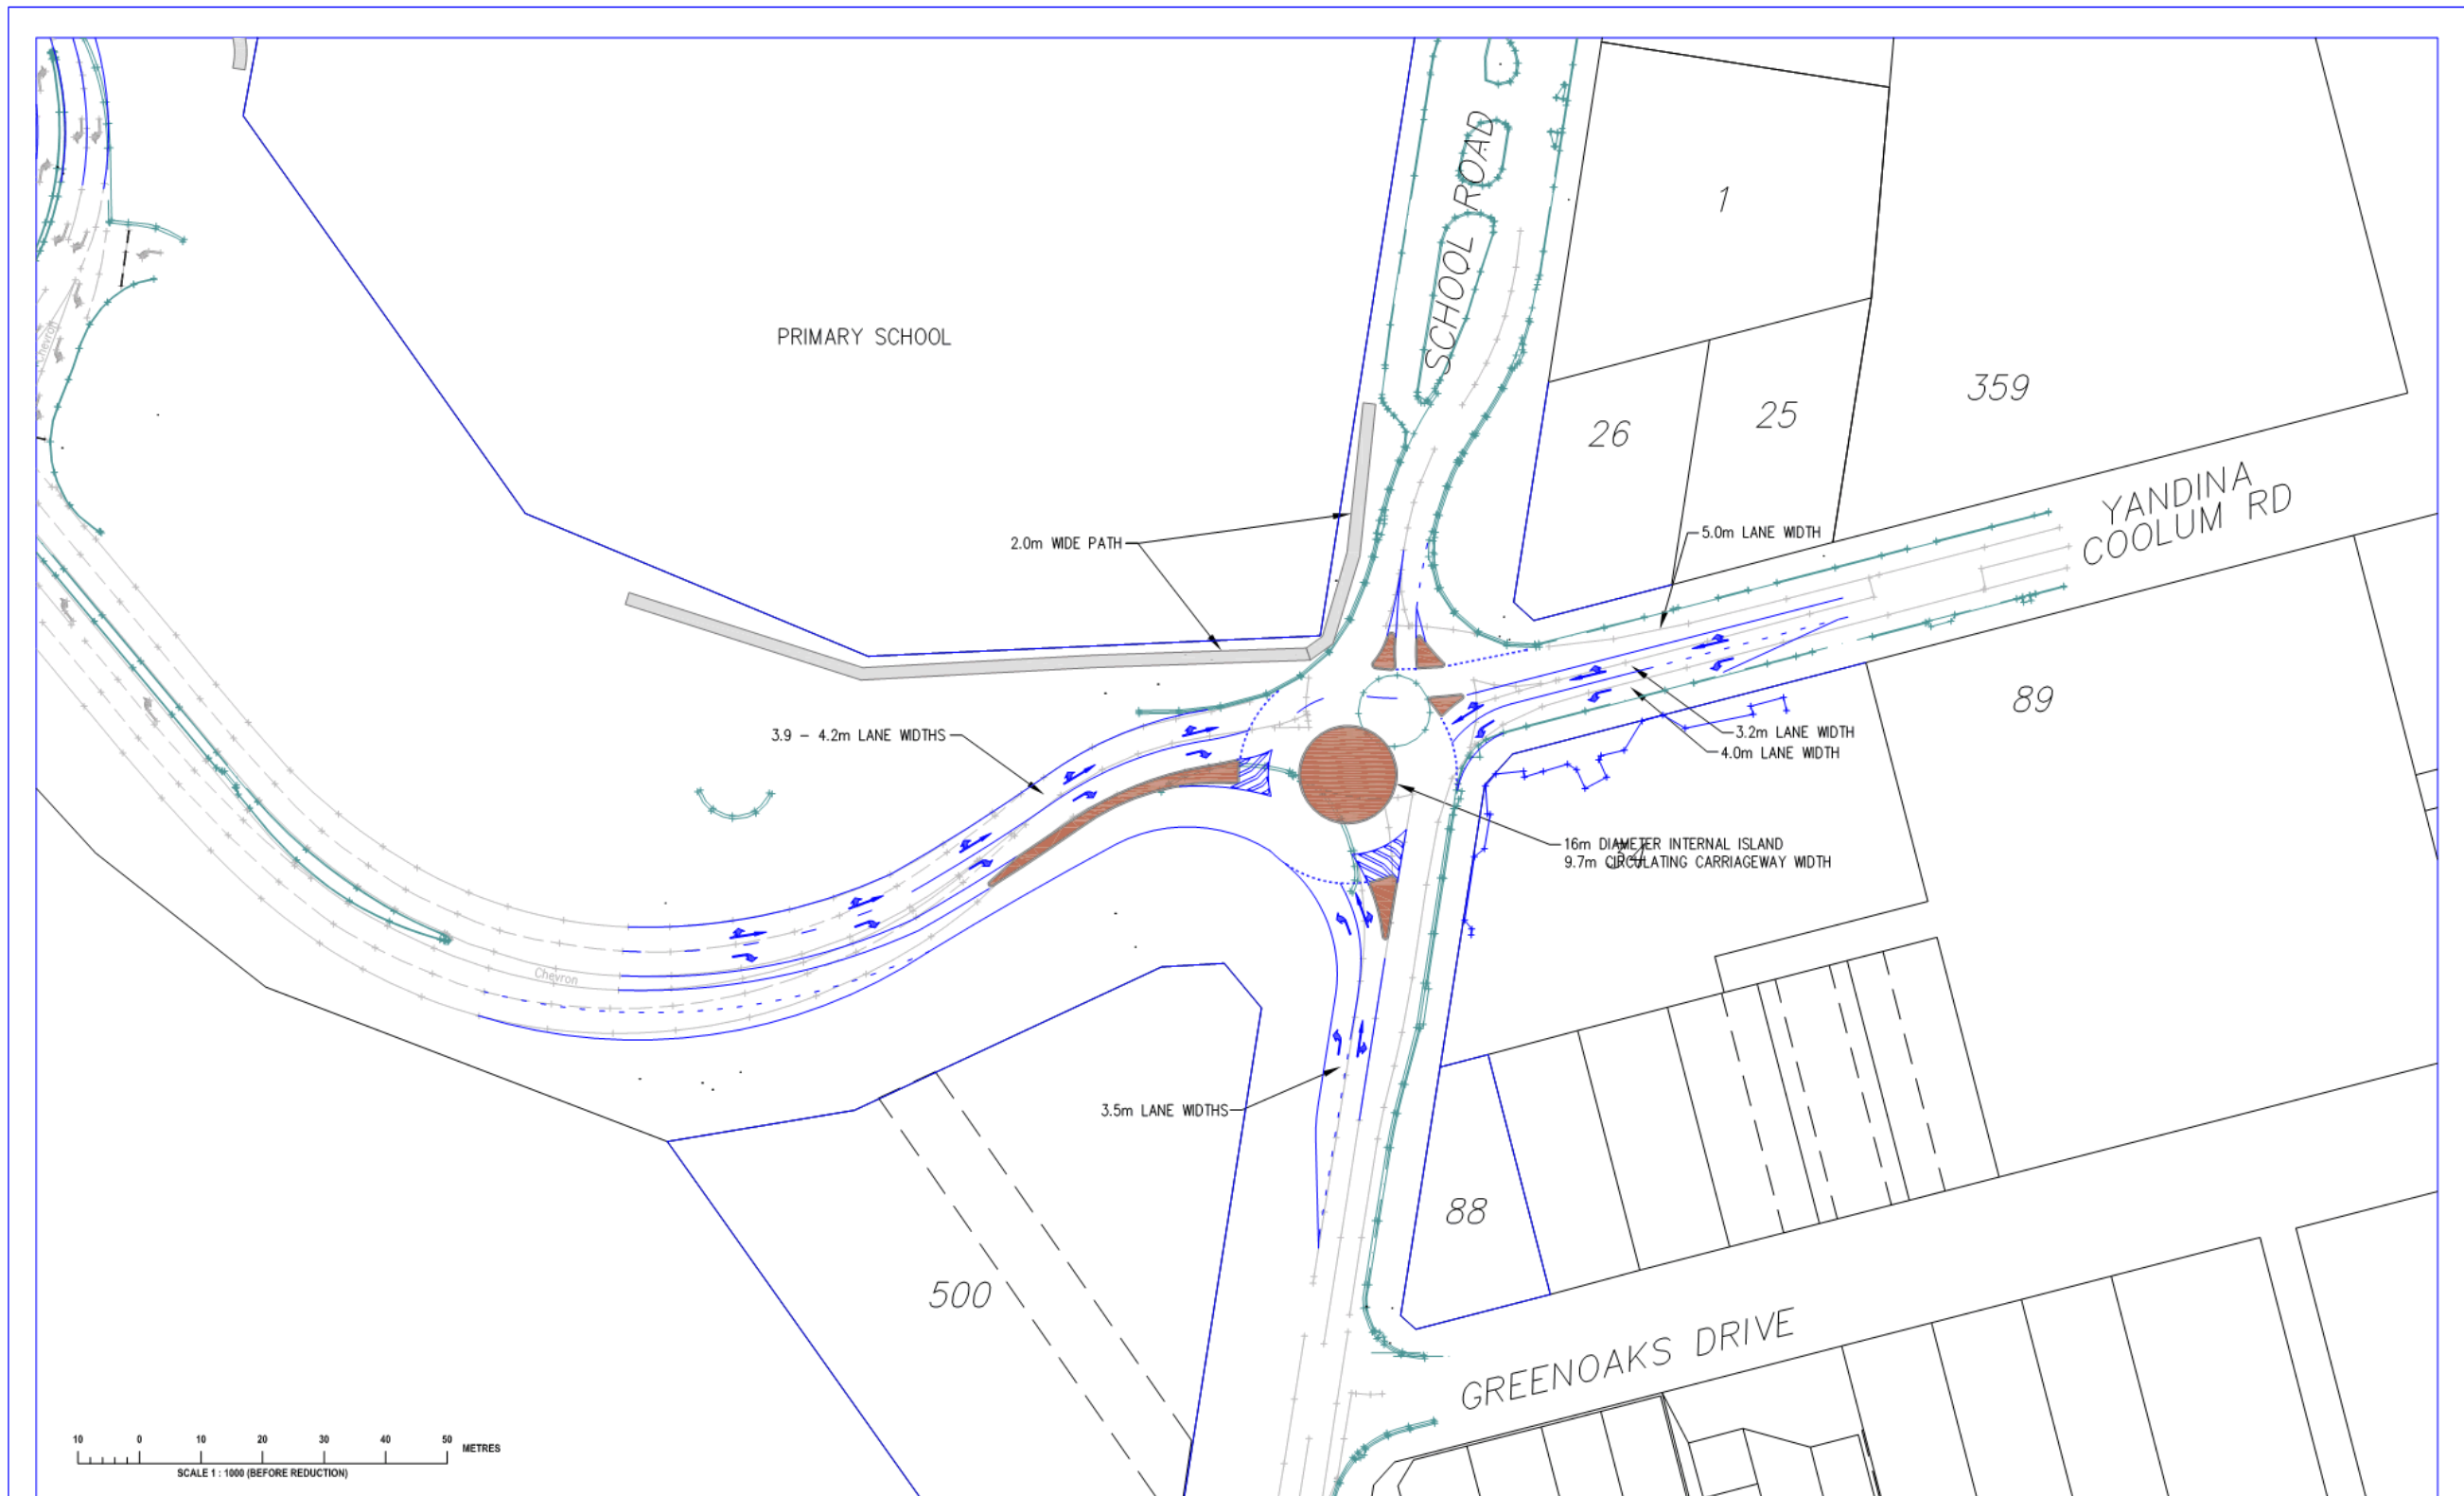 SCHOOL ROAD
1
PRIMARY SCHOOL
359
26
25
YANDINA
COOLUM RD
2.0m WIDE PATH
5.0m LANE WIDTH
89
3.9 - 4.2m LANE WIDTHS
3.2m LANE WIDTH
4.0m LANE WIDTH
16m DIAMETER INTERNAL ISLAND
9.7m CIRCULATING CARRIAGEWAY WIDTH
Chevron
Chevron
3.5m LANE WIDTHS
88
500
GREENOAKS DRIVE
10 0 10 20 30 40 50
METRES
SCALE 1 : 1000 (BEFORE REDUCTION)